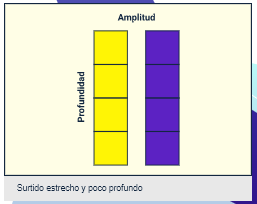 Amplitud
Profundidad
Surtido estrecho y poco profundo